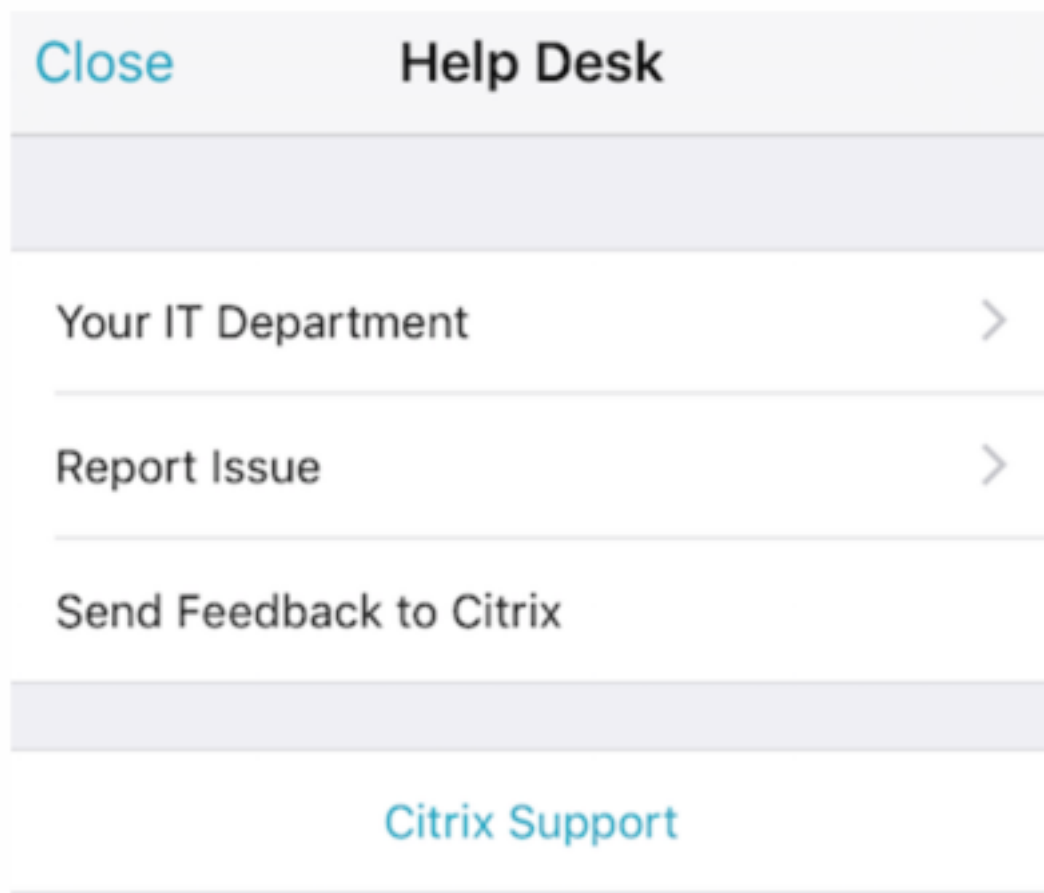 Close Help Desk
Your IT Department
Report Issue
Send Feedback to Citrix
Citrix Support